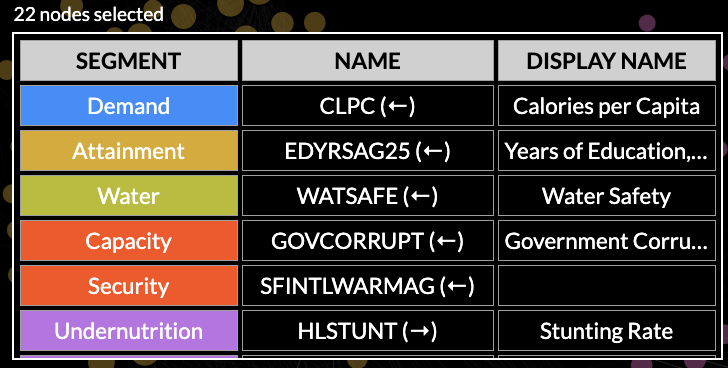 22 nodes selected
SEGMENT NAME DISPLAY NAME
Demand CLPC (←) Calories per Capita
Attainment EDYRSAG25 (←) Years of Education,...
Water WATSAFE (←) Water Safety
Capacity GOVCORRUPT (←) Government Corru...
Security SFINTLWARMAG (←)
Undernutrition HLSTUNT (→) Stunting Rate